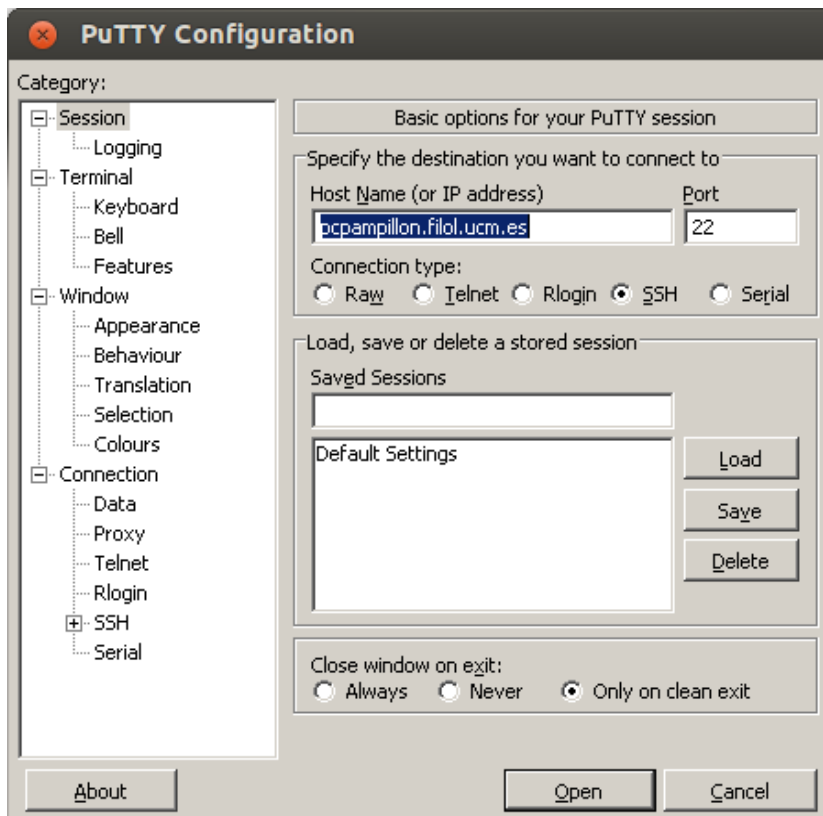 PuTTY Configuration
Category:
Session
Logging
Terminal
Keyboard
Bell
Features
Window
Appearance
Behaviour
Translation
Selection
Colours
Connection
Data
Proxy
Telnet
Rlogin
SSH
Serial
Basic options for your PuTTY session
Specify the destination you want to connect to
Host Name (or IP address) Port
pcpampillon.filol.ucm.es 22
Connection type:
Raw Telnet Rlogin SSH Serial
Load, save or delete a stored session
Saved Sessions
Default Settings
Load
Save
Delete
Close window on exit:
Always Never Only on clean exit
About Open Cancel